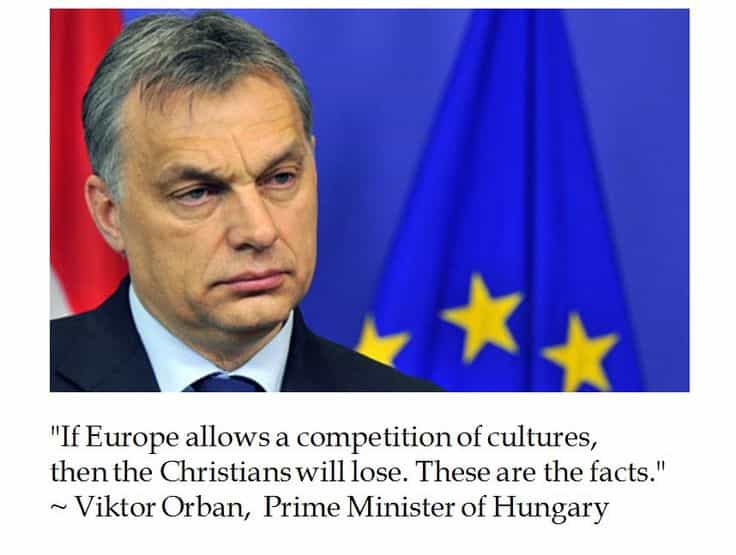 "If Europe allows a competition of cultures,
then the Christians will lose. These are the facts."
~ Viktor Orban, Prime Minister of Hungary